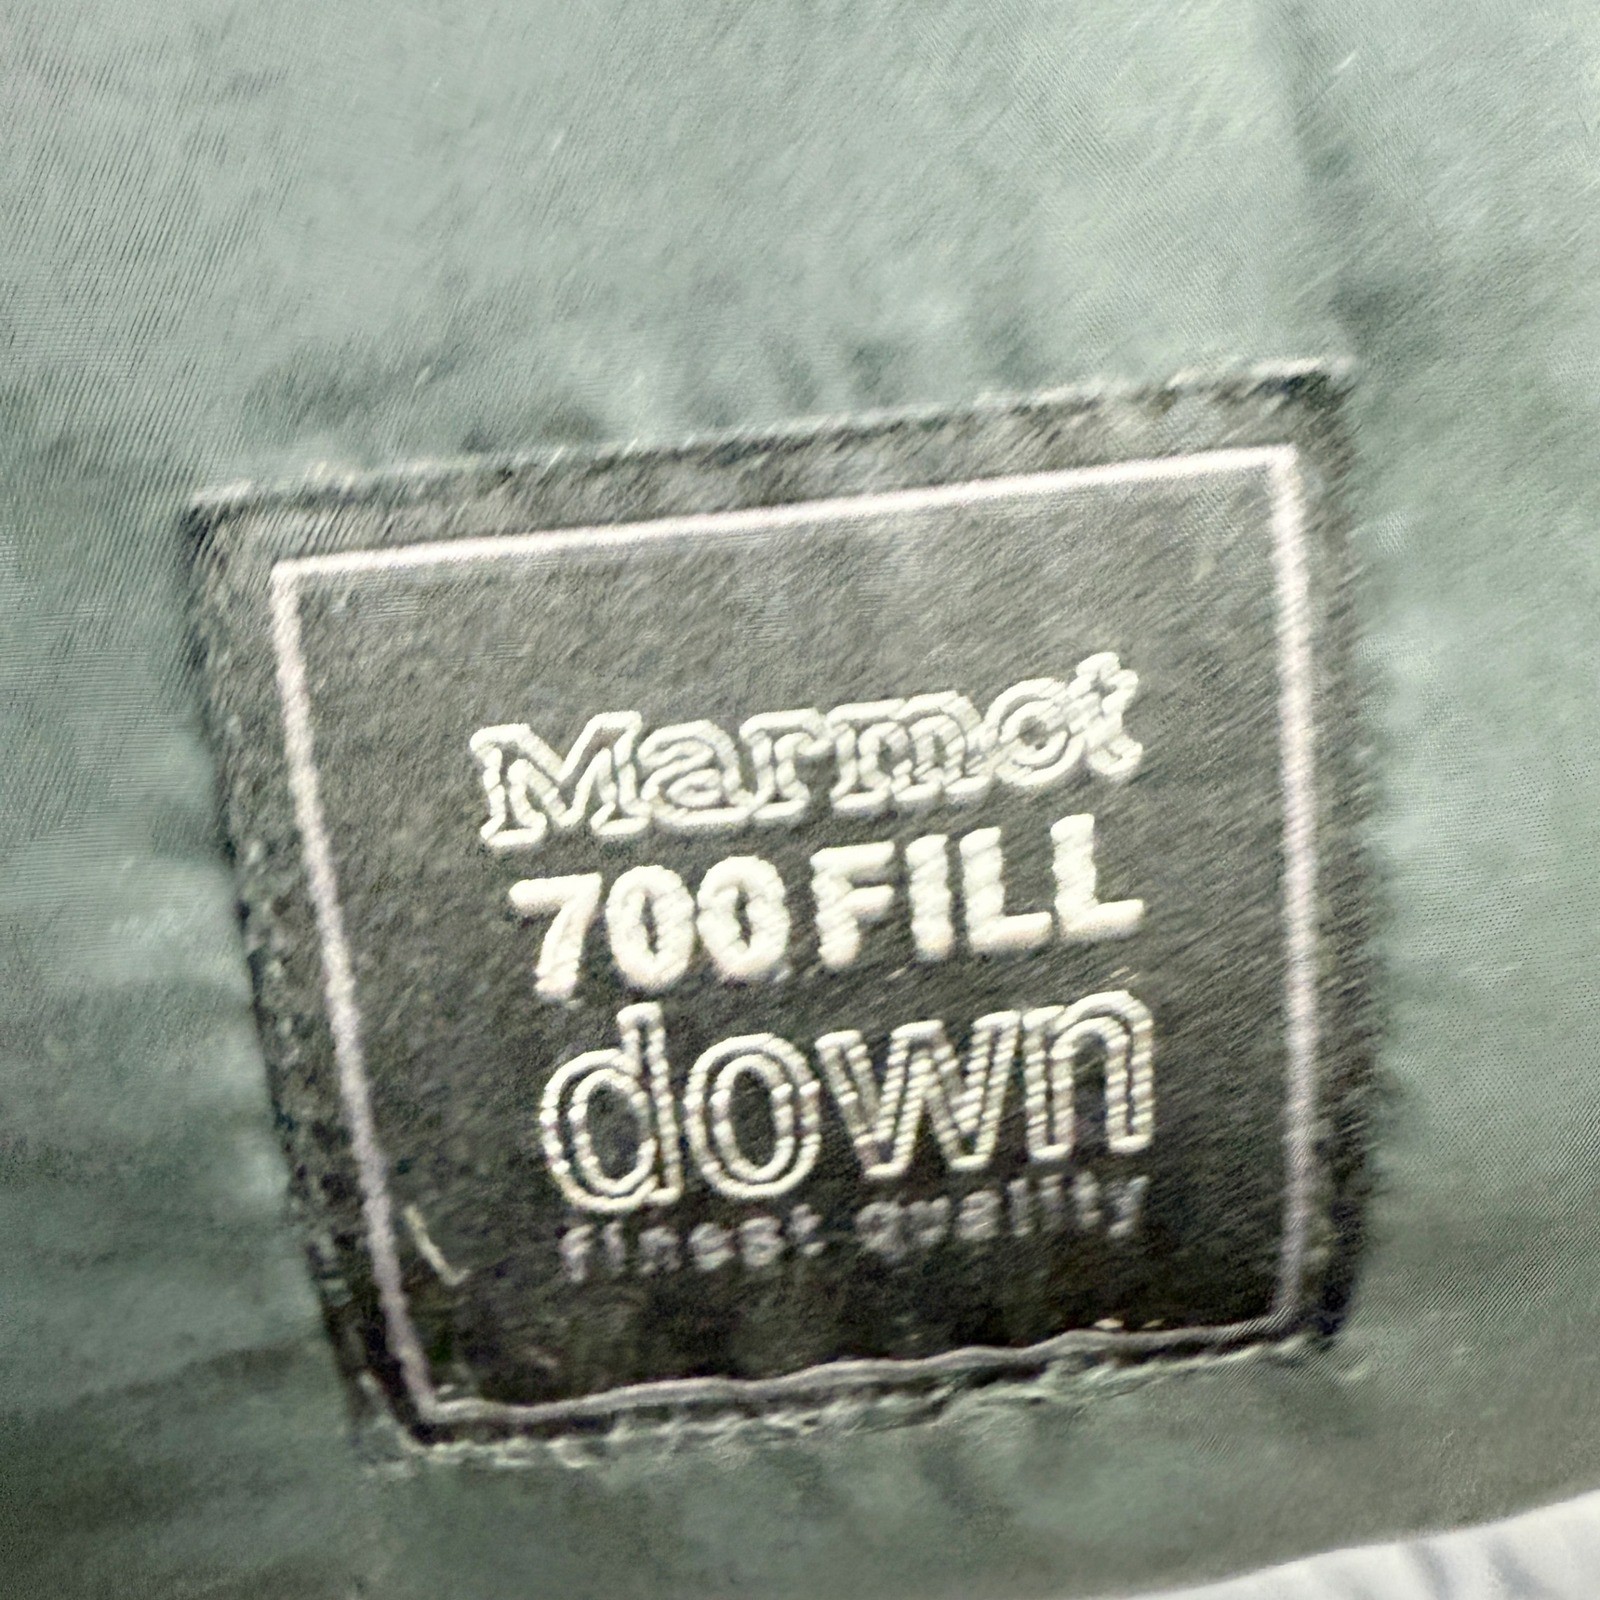 Marmot
700 FILL
down
finest quality